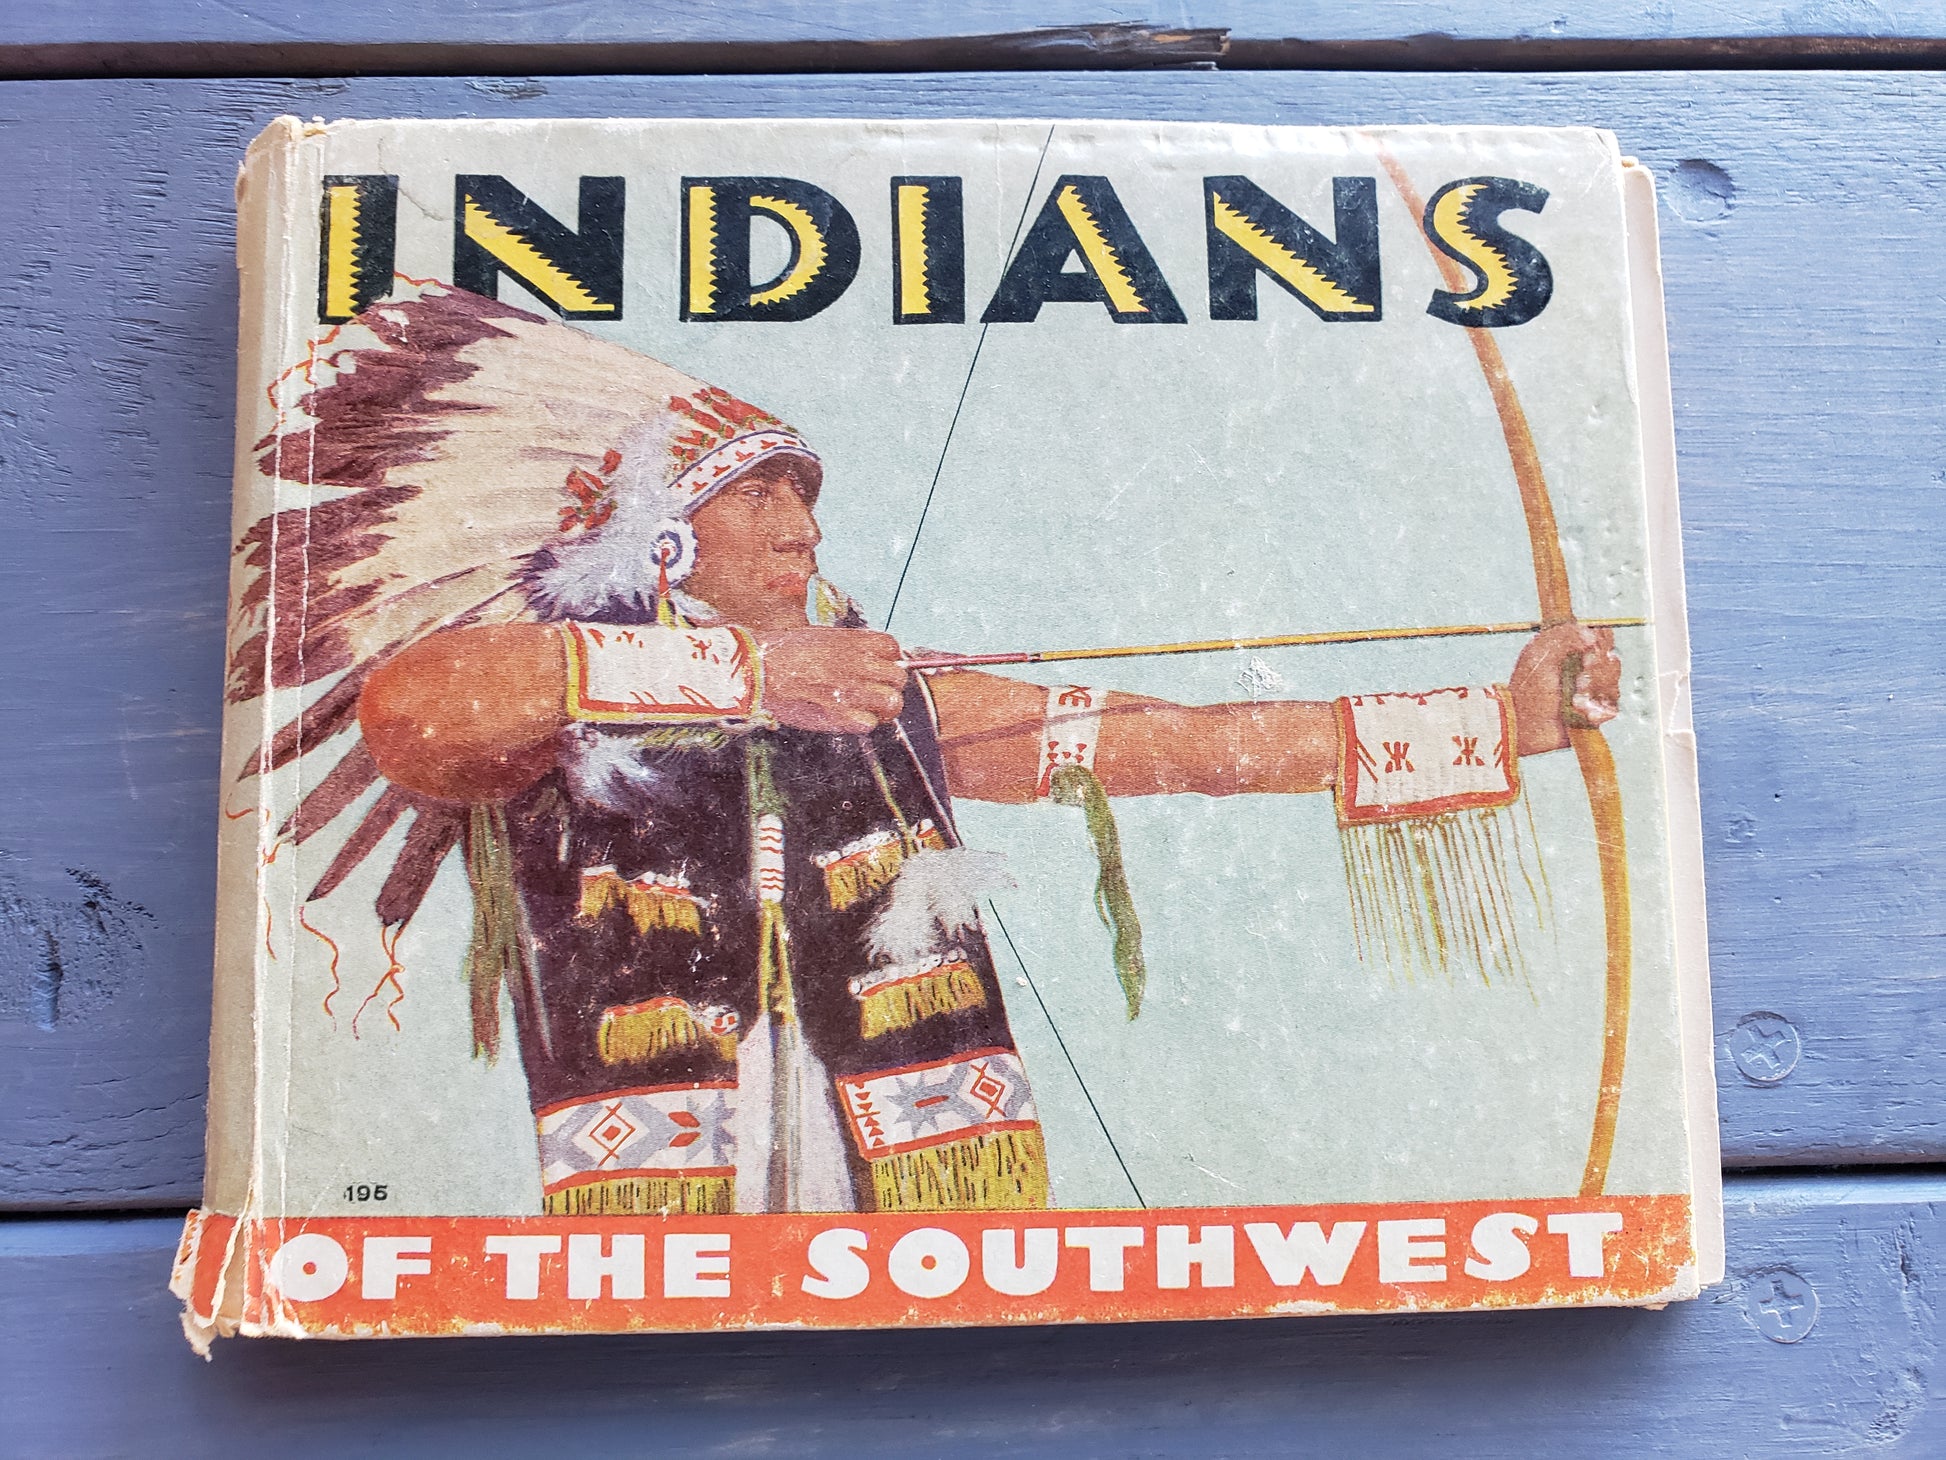 INDIANS
195
OF THE SOUTHWEST